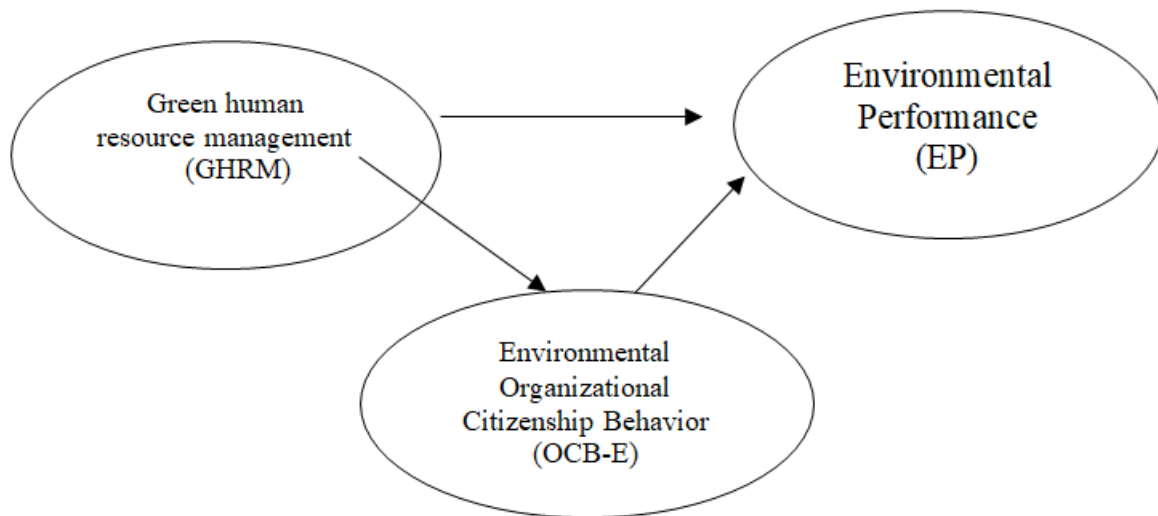 Green human
resource management
(GHRM)
Environmental
Performance
(EP)
Environmental
Organizational
Citizenship Behavior
(OCB-E)